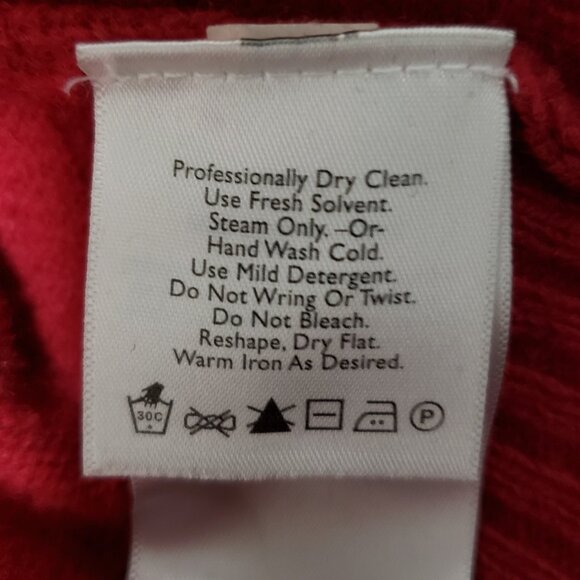 Professionally Dry Clean.
Use Fresh Solvent.
Steam Only. –Or-
Hand Wash Cold.
Use Mild Detergent.
Do Not Wring Or Twist.
Do Not Bleach.
Reshape, Dry Flat.
Warm Iron As Desired.
30C P